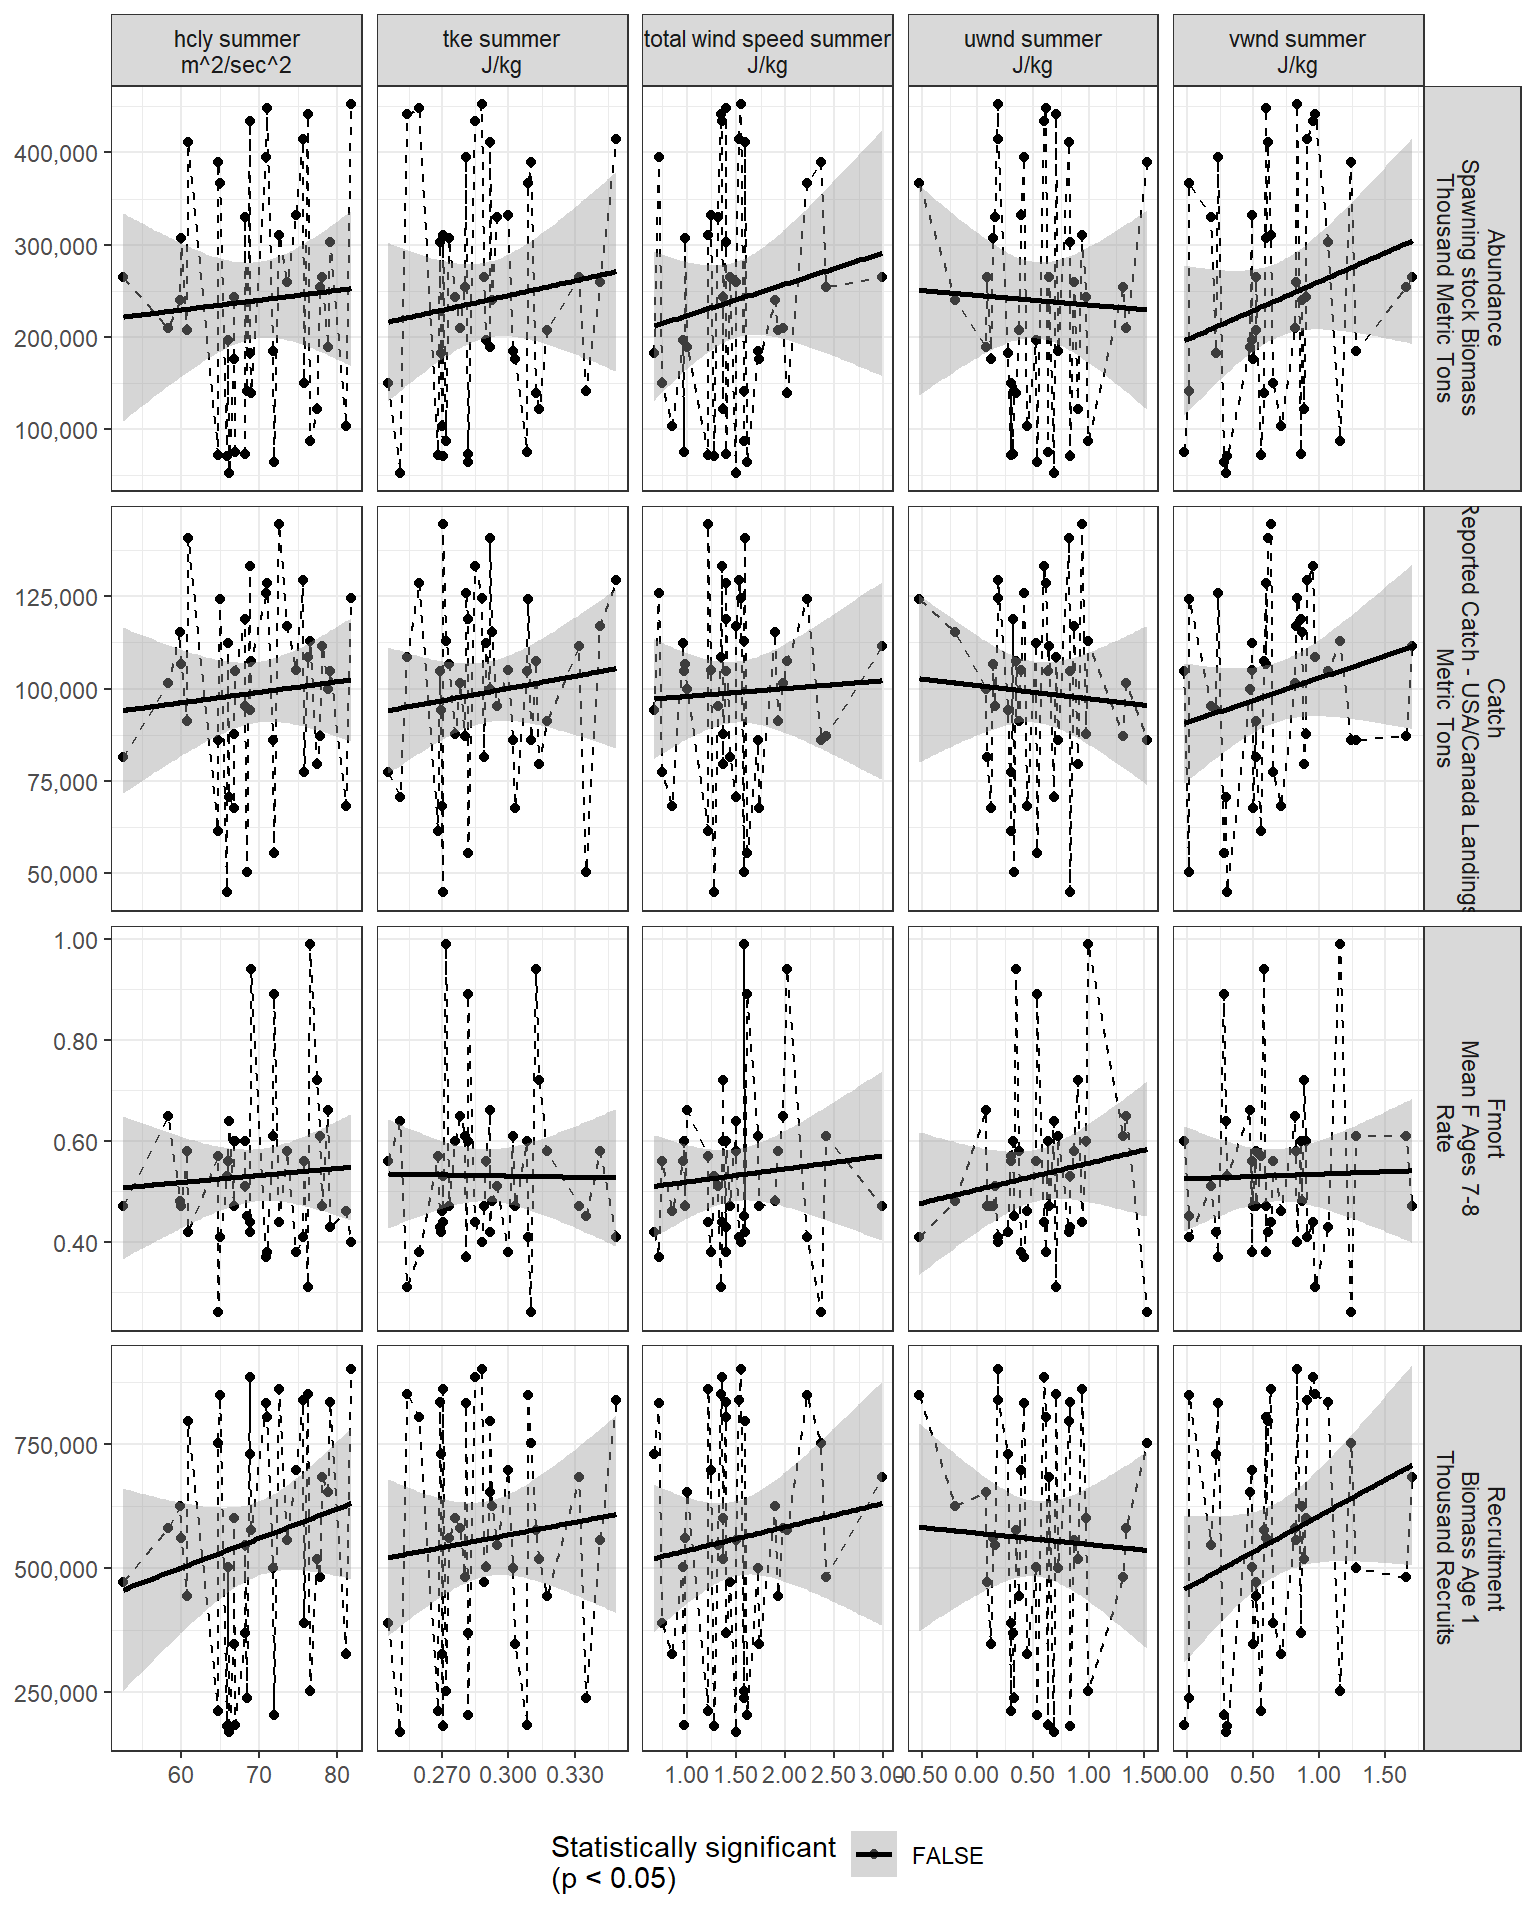 hcly summer
m^2/sec^2
tke summer
J/kg
total wind speed summer
J/kg
uwnd summer
J/kg
vwnd summer
J/kg
400,000
300,000
200,000
100,000
Abundance
Spawning stock Biomass
Thousand Metric Tons
125,000
100,000
75,000
50,000
Catch
Reported Catch - USA/Canada Landings
Metric Tons
1.00
0.80
0.60
0.40
Fmort
Mean F Ages 7-8
Rate
750,000
500,000
250,000
Recruitment
Biomass Age 1
Thousand Recruits
60 70 80
0.270 0.300 0.330
1.00 1.50 2.00 2.50 3.00
-0.50 0.00 0.50 1.00 1.50
0.00 0.50 1.00 1.50
Statistically significant
(p < 0.05)
FALSE